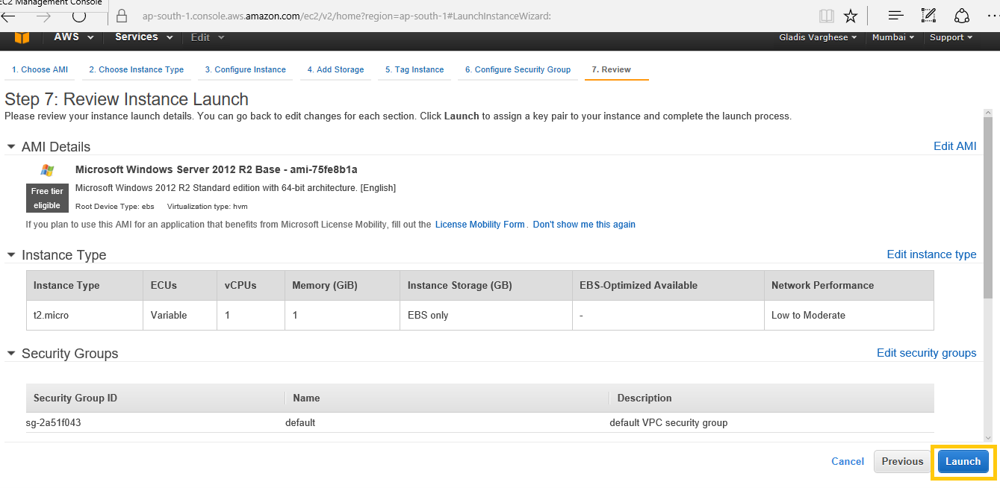 EC2 Management Console
ap-south-1.console.aws.amazon.com/ec2/v2/home?region=ap-south-1#LaunchInstanceWizard:
AWS Services Edit Gladis Varghese Mumbai Support
1. Choose AMI 2. Choose Instance Type 3. Configure Instance 4. Add Storage 5. Tag Instance 6. Configure Security Group 7. Review
Step 7: Review Instance Launch
Please review your instance launch details. You can go back to edit changes for each section. Click Launch to assign a key pair to your instance and complete the launch process.
AMI Details Edit AMI
Microsoft Windows Server 2012 R2 Base - ami-75fe8b1a
Free tier eligible
Microsoft Windows 2012 R2 Standard edition with 64-bit architecture. [English]
Root Device Type: ebs Virtualization type: hvm
If you plan to use this AMI for an application that benefits from Microsoft License Mobility, fill out the License Mobility Form. Don't show me this again
Instance Type Edit instance type
Instance Type ECUs vCPUs Memory (GiB) Instance Storage (GB) EBS-Optimized Available Network Performance
t2.micro Variable 1 1 EBS only - Low to Moderate
Security Groups Edit security groups
Security Group ID Name Description
sg-2a51f043 default default VPC security group
Cancel Previous Launch